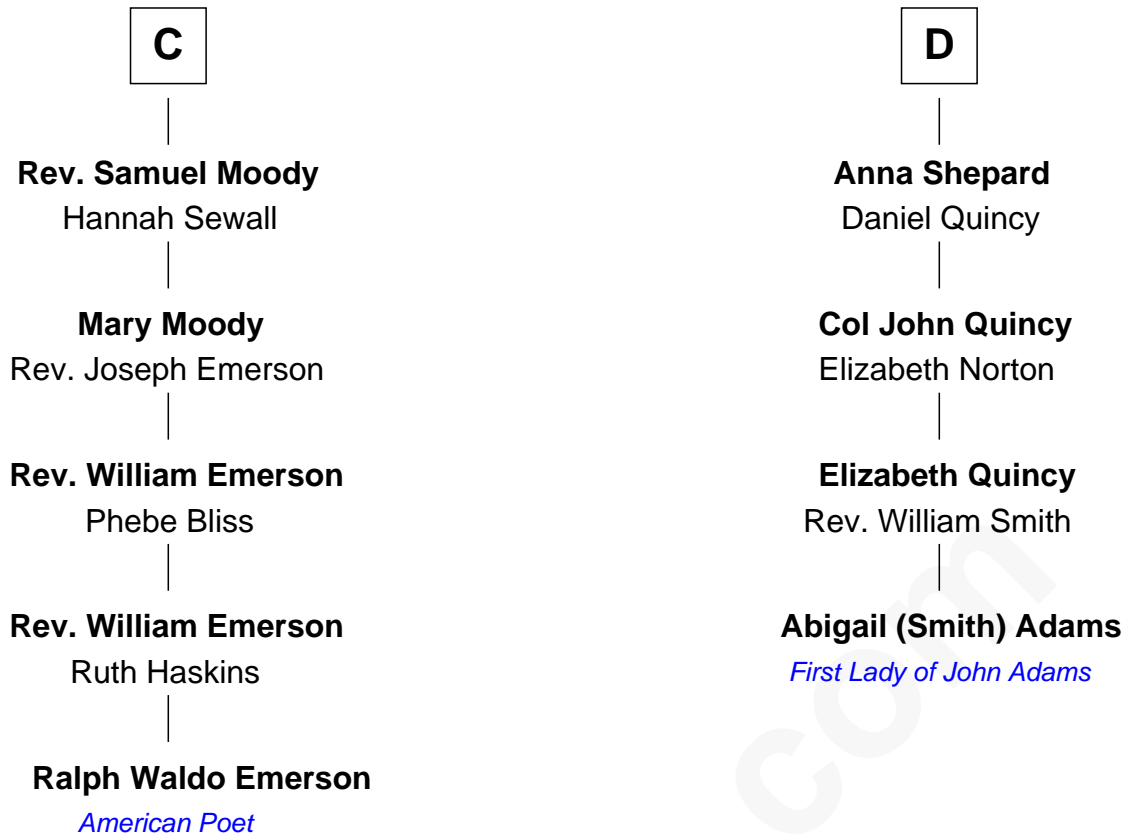 C
Rev. Samuel Moody
Hannah Sewall
Mary Moody
Rev. Joseph Emerson
Rev. William Emerson
Phebe Bliss
Rev. William Emerson
Ruth Haskins
Ralph Waldo Emerson
American Poet
D
Anna Shepard
Daniel Quincy
Col John Quincy
Elizabeth Norton
Elizabeth Quincy
Rev. William Smith
Abigail (Smith) Adams
First Lady of John Adams
com